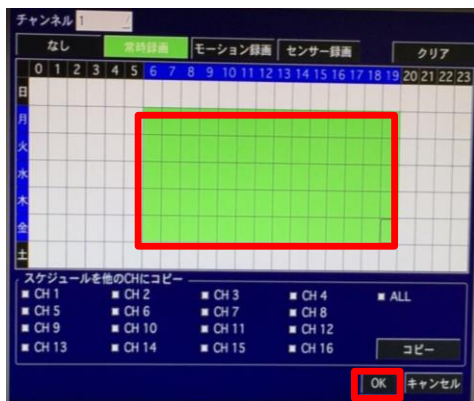 チャンネル 1
なし 常時録画 モーション録画 センサー録画 クリア
0 1 2 3 4 5 6 7 8 9 10 11 12 13 14 15 16 17 18 19 20 21 22 23
日
月
火
水
木
金
土
スケジュールを他のCHにコピー
CH 1 CH 2 CH 3 CH 4 ALL
CH 5 CH 6 CH 7 CH 8
CH 9 CH 10 CH 11 CH 12
CH 13 CH 14 CH 15 CH 16 コピー
OK キャンセル